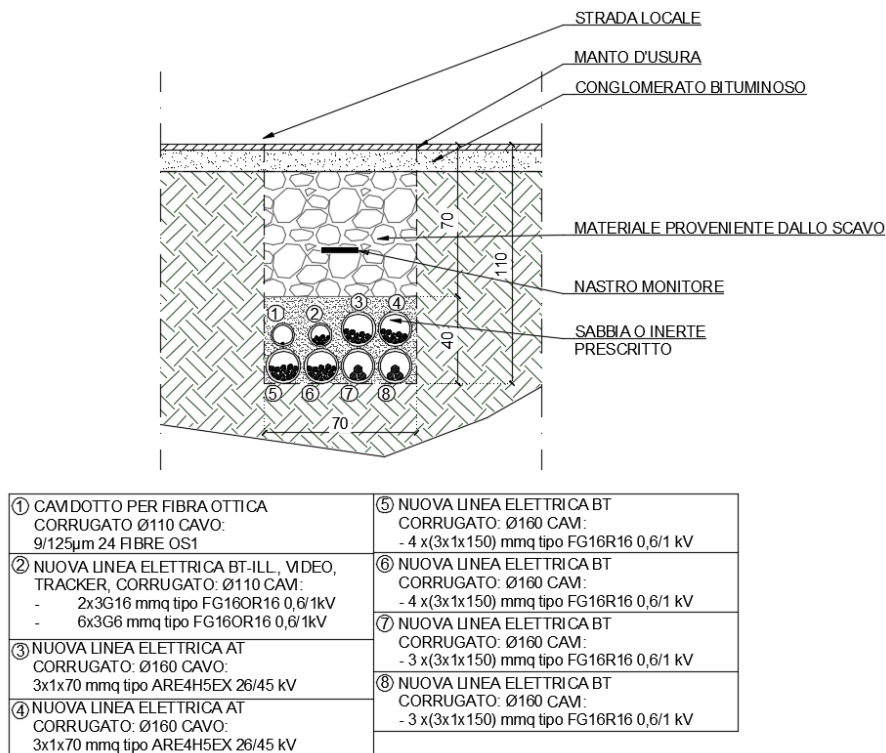 STRADA LOCALE
MANTO D'USURA
CONGLOMERATO BITUMINOSO
MATERIALE PROVENIENTE DALLO SCAVO
NASTRO MONITORE
SABBIA O INERTE
PRESCRITTO
70
110
40
70
1
2
3
4
5
6
7
8
① CAVIDOTTO PER FIBRA OTTICA
CORRUGATO Ø110 CAVO:
9/125µm 24 FIBRE OS1
② NUOVA LINEA ELETTRICA BT-ILL, VIDEO,
TRACKER, CORRUGATO: Ø110 CAVI:
- 2x3G16 mmq tipo FG16OR16 0,6/1kV
- 6x3G6 mmq tipo FG16OR16 0,6/1kV
③ NUOVA LINEA ELETTRICA AT
CORRUGATO: Ø160 CAVO:
3x1x70 mmq tipo ARE4H5EX 26/45 kV
④ NUOVA LINEA ELETTRICA AT
CORRUGATO: Ø160 CAVO:
3x1x70 mmq tipo ARE4H5EX 26/45 kV
⑤ NUOVA LINEA ELETTRICA BT
CORRUGATO: Ø160 CAVI:
- 4 x(3x1x150) mmq tipo FG16R16 0,6/1 kV
⑥ NUOVA LINEA ELETTRICA BT
CORRUGATO: Ø160 CAVI:
- 4 x(3x1x150) mmq tipo FG16R16 0,6/1 kV
⑦ NUOVA LINEA ELETTRICA BT
CORRUGATO: Ø160 CAVI:
- 3 x(3x1x150) mmq tipo FG16R16 0,6/1 kV
⑧ NUOVA LINEA ELETTRICA BT
CORRUGATO: Ø160 CAVI:
- 3 x(3x1x150) mmq tipo FG16R16 0,6/1 kV